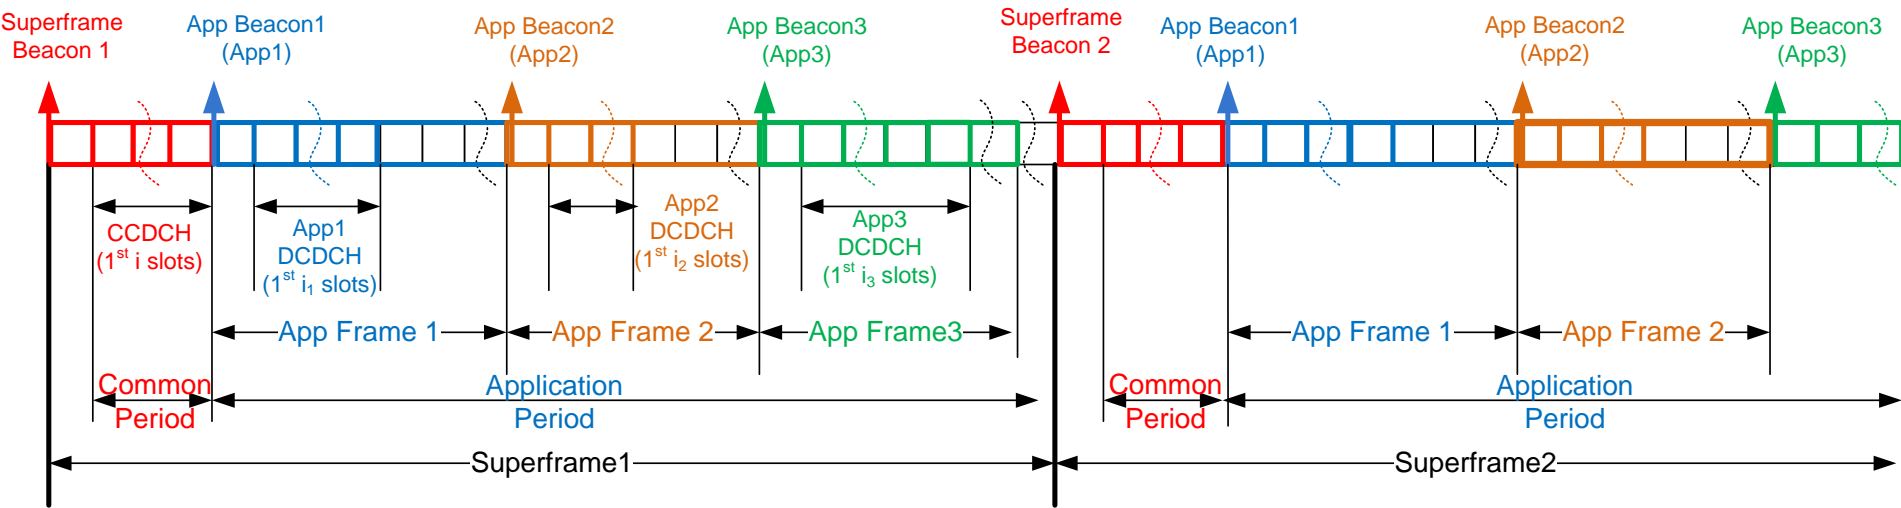 Superframe
Beacon 1
App Beacon1
(App1)
App Beacon2
(App2)
App Beacon3
(App3)
Superframe
Beacon 2
App Beacon1
(App1)
App Beacon2
(App2)
App Beacon3
(App3)
CCDCH
(1st i slots)
App1
DCDCH
(1st i1 slots)
App2
DCDCH
(1st i2 slots)
App3
DCDCH
(1st i3 slots)
App Frame 1
App Frame 2
App Frame3
App Frame 1
App Frame 2
Common
Period
Application
Period
Common
Period
Application
Period
Superframe1
Superframe2